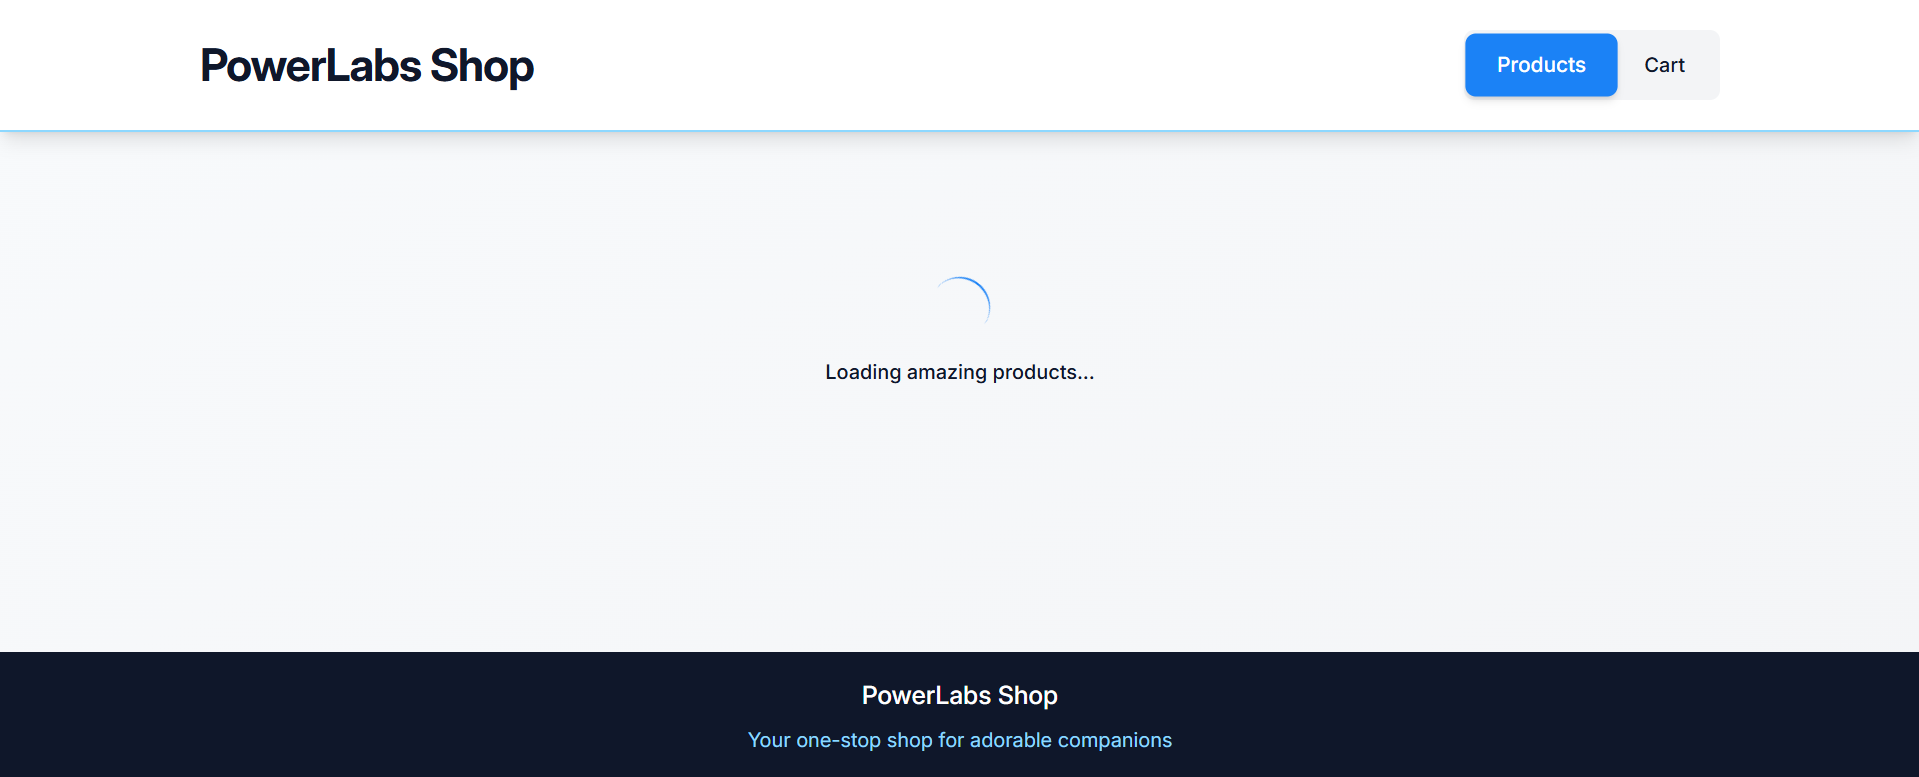 PowerLabs Shop
Products
Cart
Loading amazing products...
PowerLabs Shop
Your one-stop shop for adorable companions